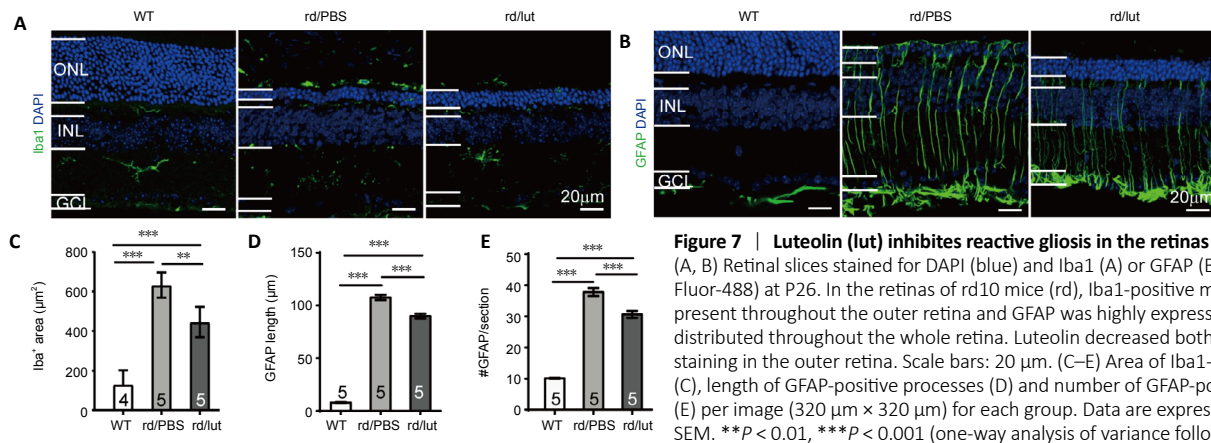 A
WT
rd/PBS
rd/lut
Iba1 DAPI
ONL
INL
GCL
20μm
B
WT
rd/PBS
rd/lut
GFAP DAPI
ONL
INL
GCL
20μm
C
Iba⁺ area (μm²)
800
600
400
200
0
***
***
**
4
5
5
WT
rd/PBS
rd/lut
D
GFAP length (μm)
150
100
50
0
***
***
***
5
5
5
WT
rd/PBS
rd/lut
E
#GFAP/section
50
40
30
20
10
0
***
***
***
5
5
5
WT
rd/PBS
rd/lut
Figure 7 | Luteolin (lut) inhibites reactive gliosis in the retinas
(A, B) Retinal slices stained for DAPI (blue) and Iba1 (A) or GFAP (B
Fluor-488) at P26. In the retinas of rd10 mice (rd), Iba1-positive m
present throughout the outer retina and GFAP was highly express
distributed throughout the whole retina. Luteolin decreased both
staining in the outer retina. Scale bars: 20 μm. (C–E) Area of Iba1-
(C), length of GFAP-positive processes (D) and number of GFAP-po
(E) per image (320 μm × 320 μm) for each group. Data are expres
SEM. **P < 0.01, ***P < 0.001 (one-way analysis of variance follo